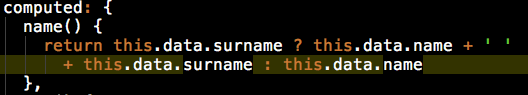 computed: {
name() {
return this.data.surname ? this.data.name + ' '
+ this.data.surname : this.data.name
},